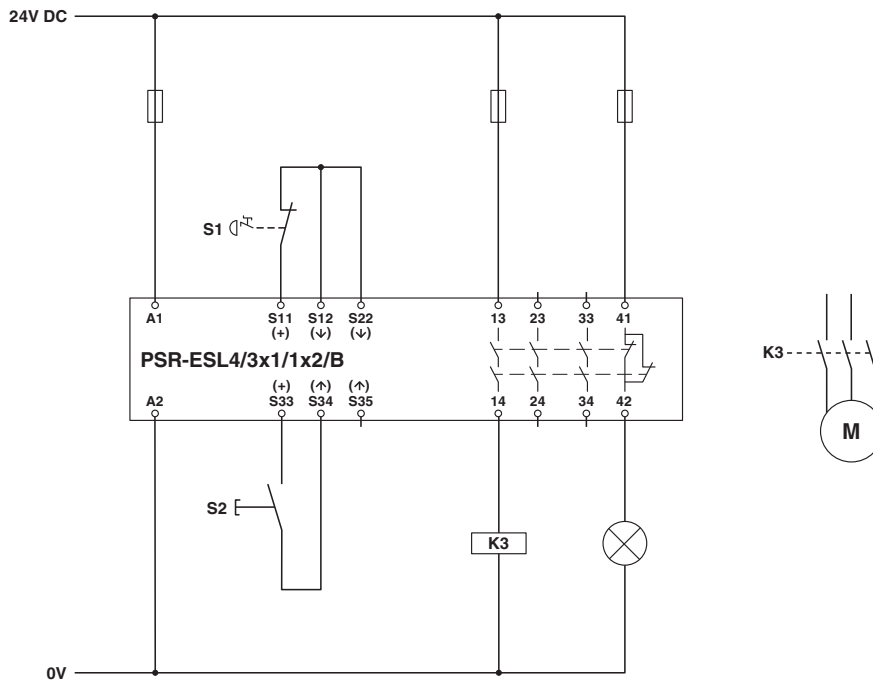 24V DC
S1
A1 S11 S12 S22 13 23 33 41
(+) (↓) (↓)
PSR-ESL4/3x1/1x2/B
(+) (↑) (↑)
A2 S33 S34 S35 14 24 34 42
K3
M
S2
K3
0V